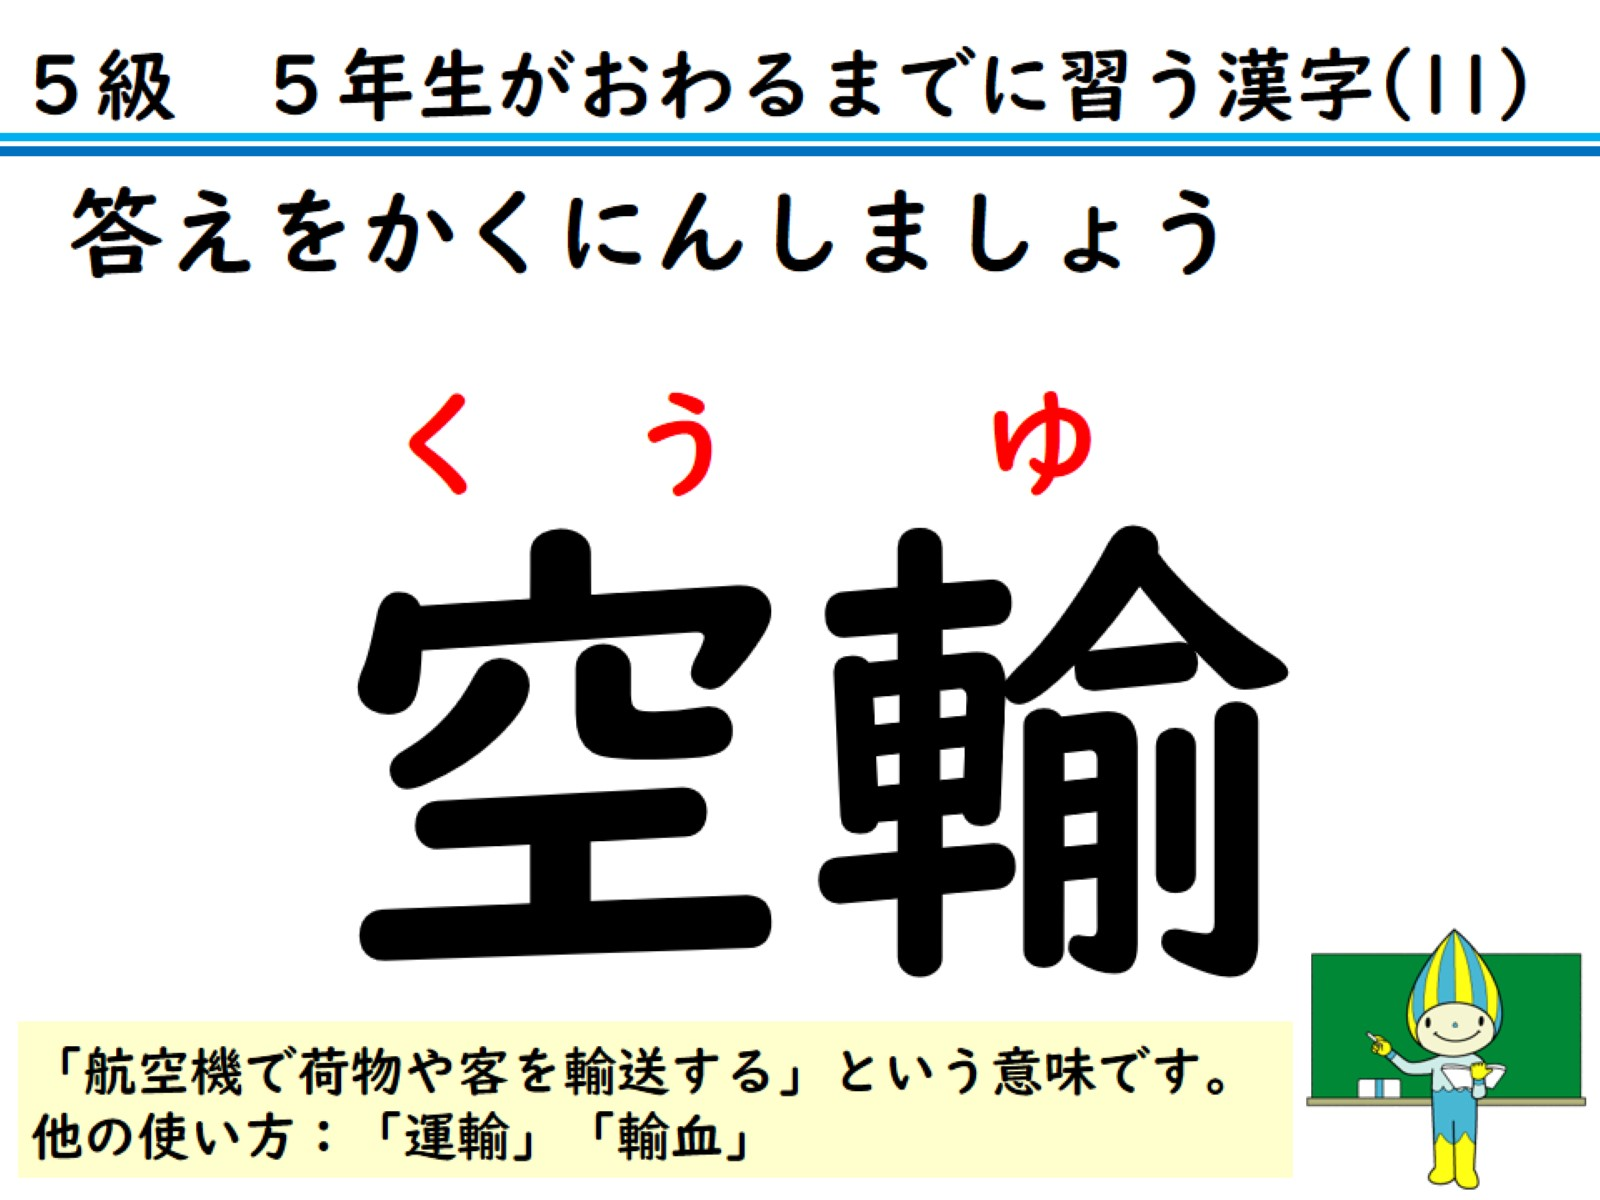 ５級　５年生がおわるまでに習う漢字(11)
答えをかくにんしましょう
くう　ゆ
空輸
「航空機で荷物や客を輸送する」という意味です。
他の使い方：「運輸」「輸血」